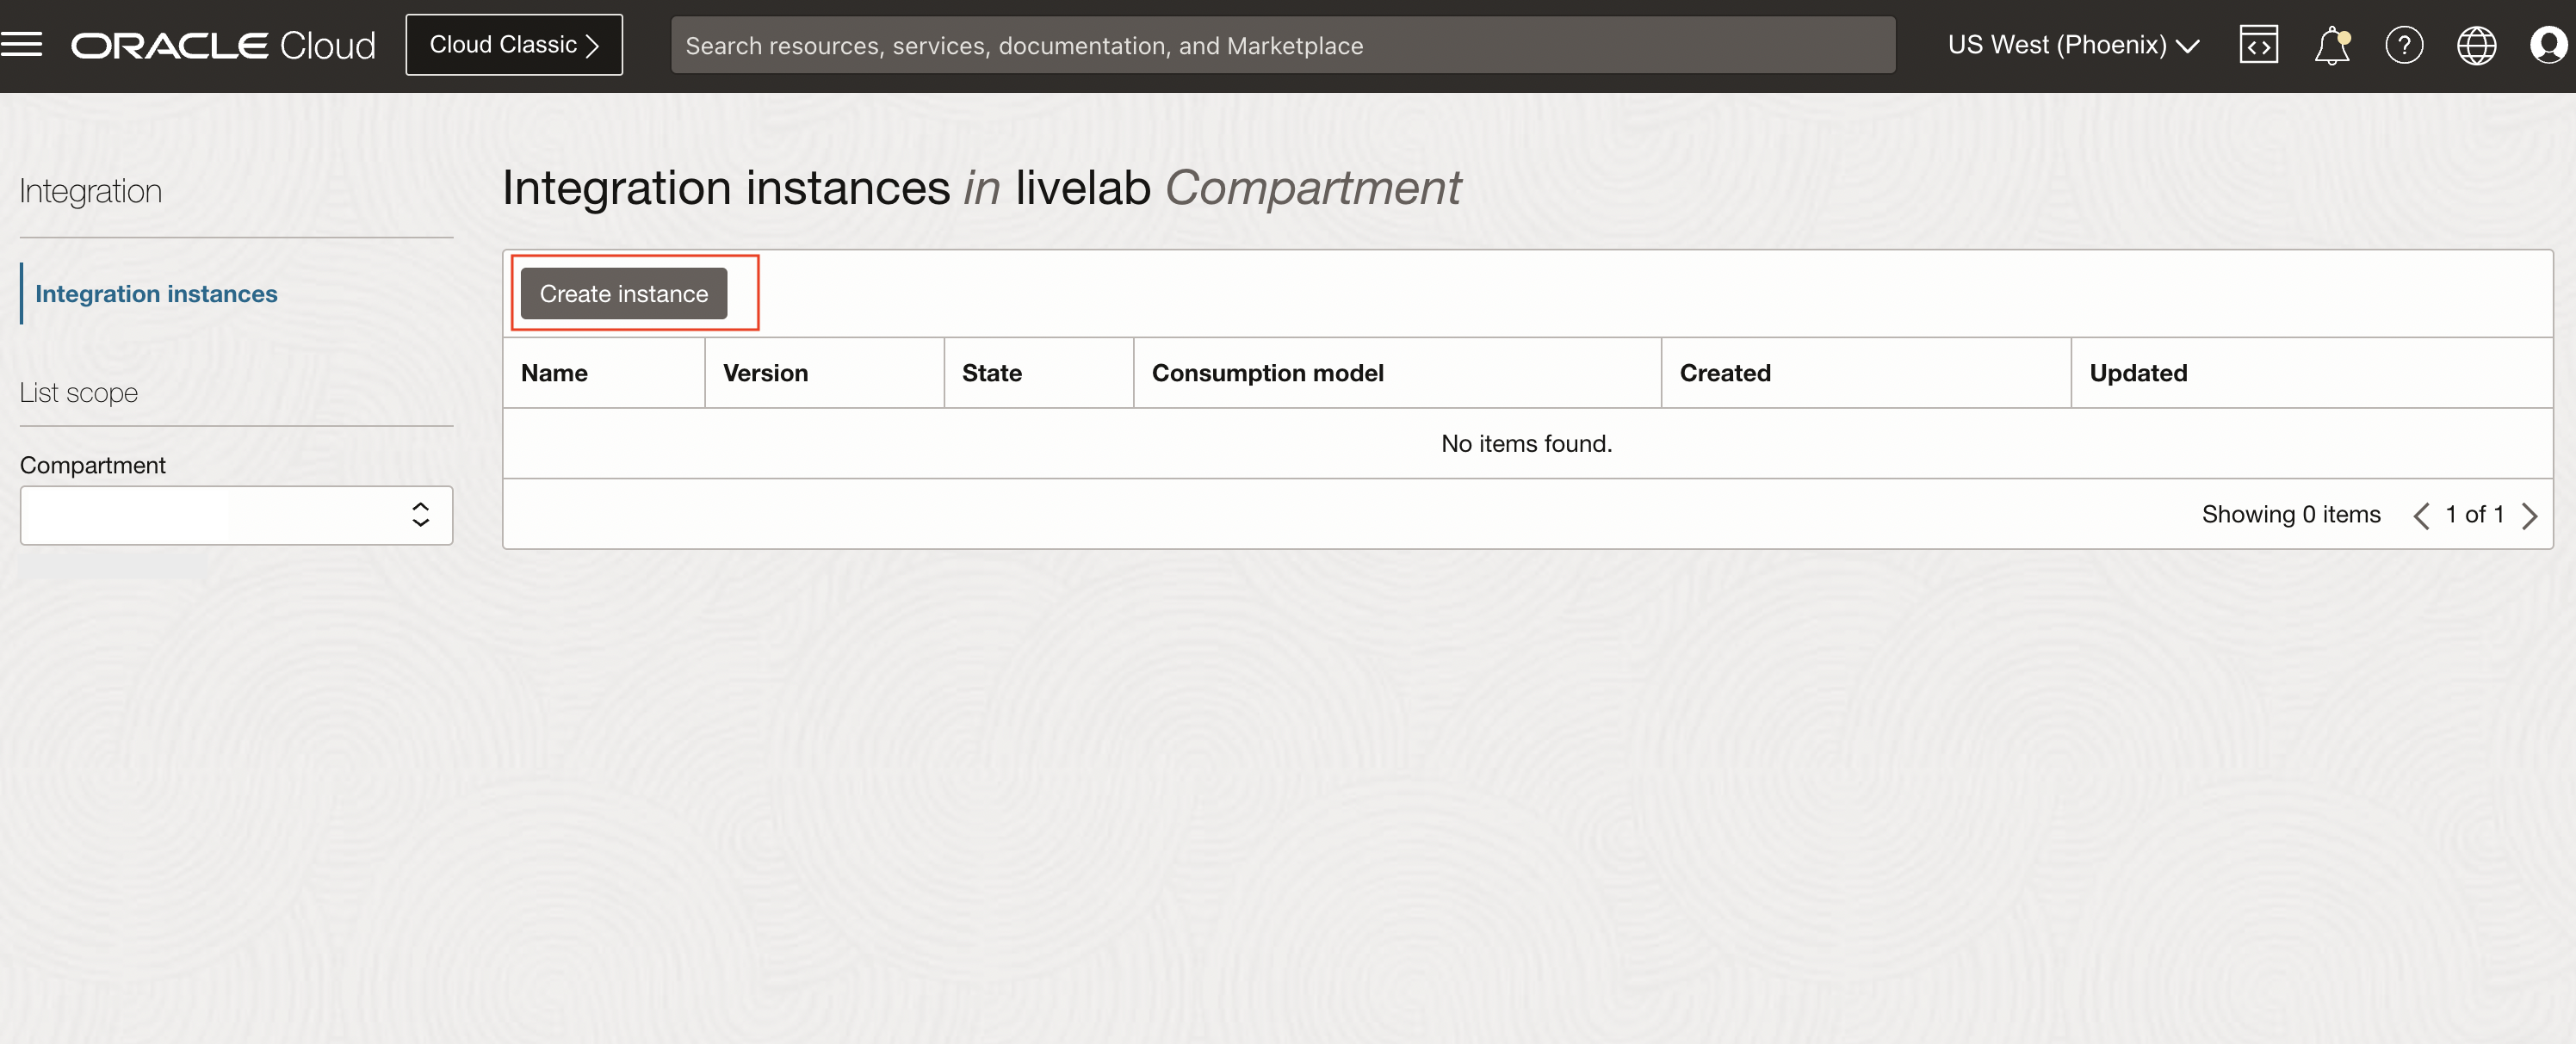 ORACLE Cloud
Cloud Classic
Search resources, services, documentation, and Marketplace
US West (Phoenix)
Integration
Integration instances
List scope
Compartment
Integration instances in livelab Compartment
Create instance
Name Version State Consumption model Created Updated
No items found.
Showing 0 items 1 of 1